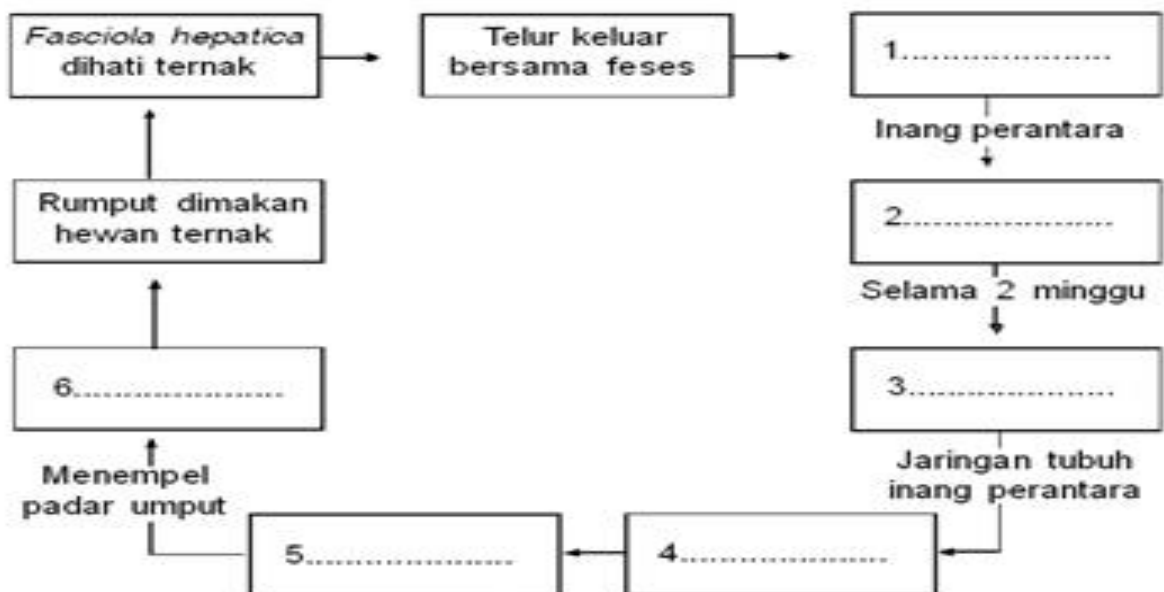 Fasciola hepatica
dihati ternak
Telur keluar
bersama feses
1.....................
Inang perantara
2.......................
Selama 2 minggu
3.....................
Jaringan tubuh
inang perantara
4.....................
5.....................
Menempel
padar umput
6.....................
Rumput dimakan
hewan ternak